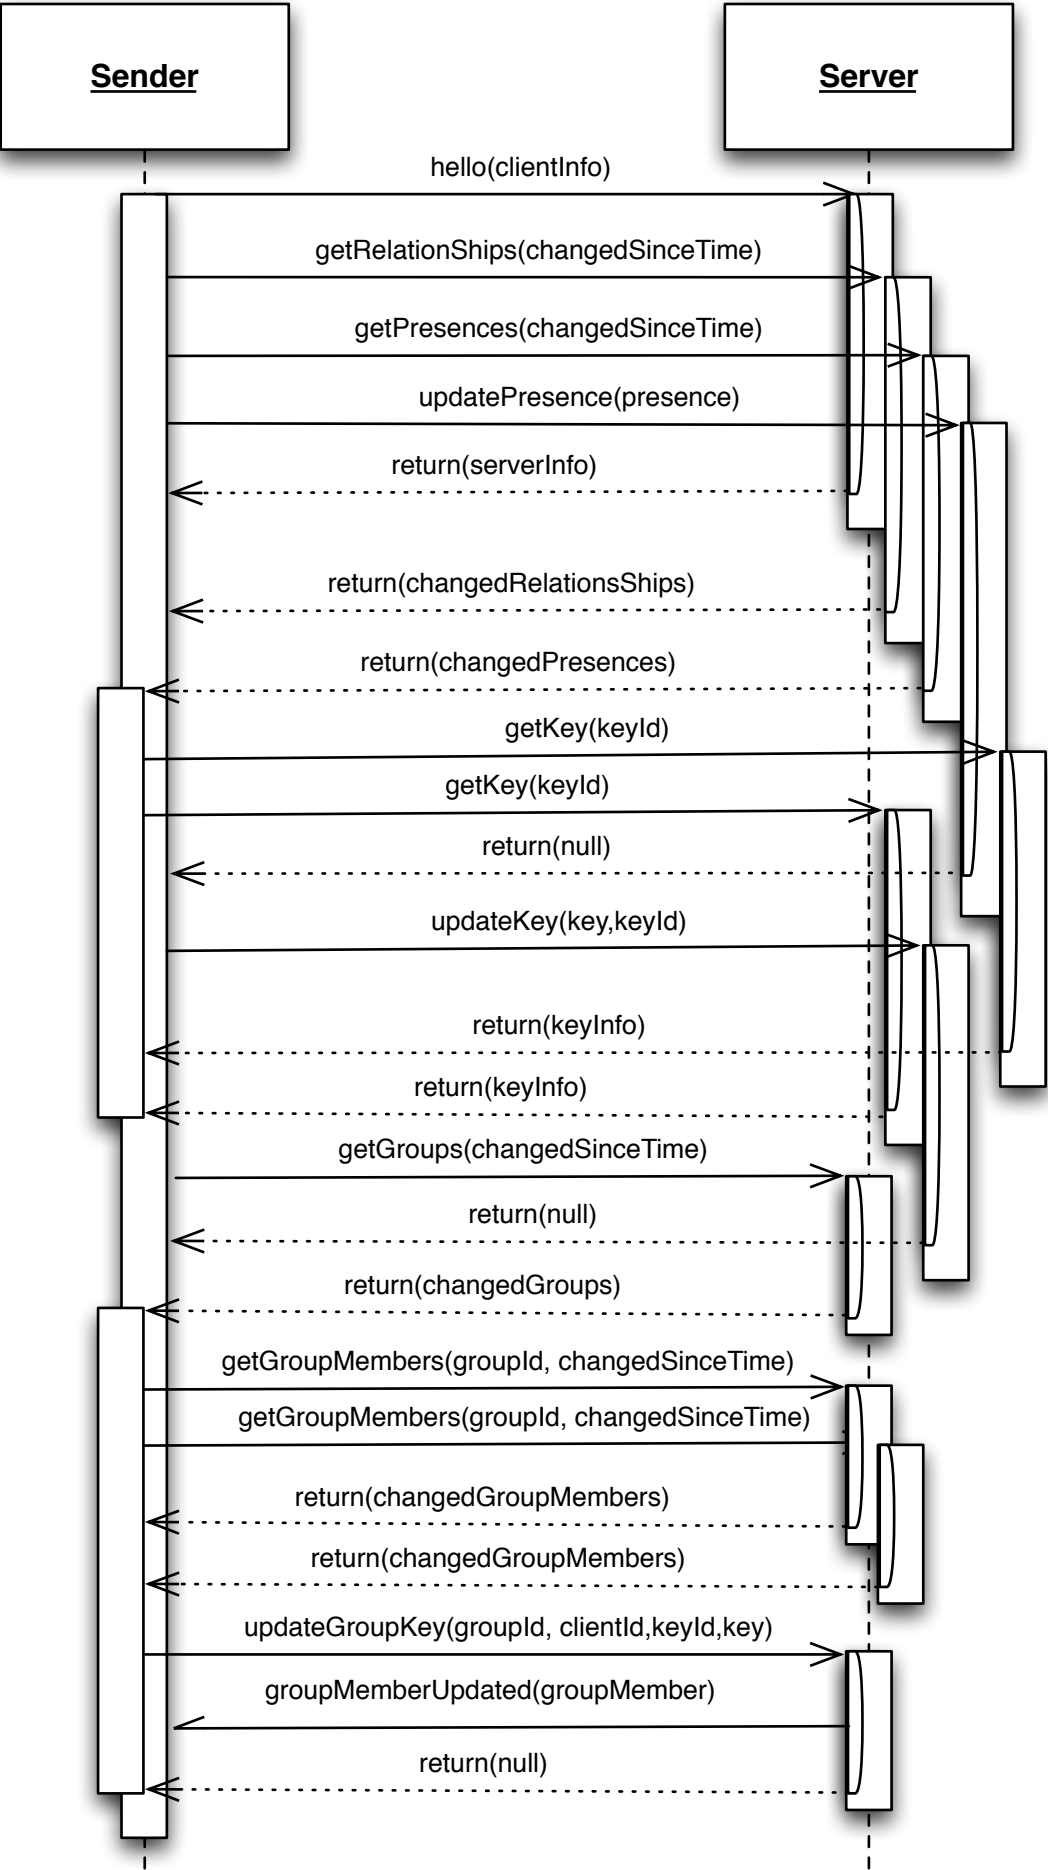 Sender
Server
hello(clientInfo)
getRelationShips(changedSinceTime)
getPresences(changedSinceTime)
updatePresence(presence)
return(serverInfo)
return(changedRelationsShips)
return(changedPresences)
getKey(keyId)
getKey(keyId)
return(null)
updateKey(key,keyId)
return(keyInfo)
return(keyInfo)
getGroups(changedSinceTime)
return(null)
return(changedGroups)
getGroupMembers(groupId, changedSinceTime)
getGroupMembers(groupId, changedSinceTime)
return(changedGroupMembers)
return(changedGroupMembers)
updateGroupKey(groupId, clientId,keyId,key)
groupMemberUpdated(groupMember)
return(null)